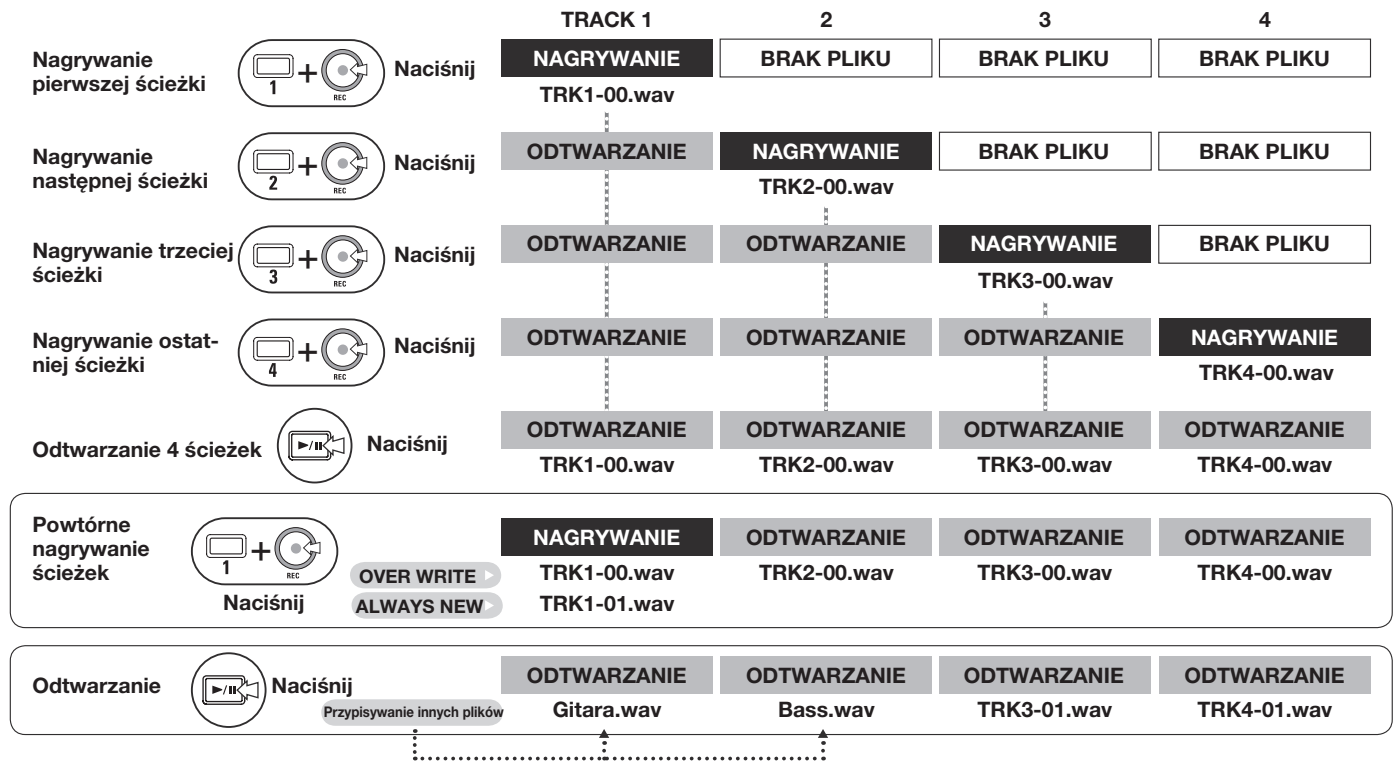 TRACK 1 2 3 4
Nagrywanie
pierwszej ścieżki
1 + REC
Naciśnij
NAGRYWANIE BRAK PLIKU BRAK PLIKU BRAK PLIKU
TRK1-00.wav
Nagrywanie
następnej ścieżki
2 + REC
Naciśnij
ODTWARZANIE NAGRYWANIE BRAK PLIKU BRAK PLIKU
TRK2-00.wav
Nagrywanie trzeciej
ścieżki
3 + REC
Naciśnij
ODTWARZANIE ODTWARZANIE NAGRYWANIE BRAK PLIKU
TRK3-00.wav
Nagrywanie ostat-
niej ścieżki
4 + REC
Naciśnij
ODTWARZANIE ODTWARZANIE ODTWARZANIE NAGRYWANIE
TRK4-00.wav
Odtwarzanie 4 ścieżek
Naciśnij
ODTWARZANIE ODTWARZANIE ODTWARZANIE ODTWARZANIE
TRK1-00.wav TRK2-00.wav TRK3-00.wav TRK4-00.wav
Powtórne
nagrywanie
ścieżek
1 + REC
Naciśnij
NAGRYWANIE ODTWARZANIE ODTWARZANIE ODTWARZANIE
OVER WRITE TRK1-00.wav TRK2-00.wav TRK3-00.wav TRK4-00.wav
ALWAYS NEW TRK1-01.wav
Odtwarzanie
Naciśnij
ODTWARZANIE ODTWARZANIE ODTWARZANIE ODTWARZANIE
Przypisywanie innych plików Gitara.wav Bass.wav TRK3-01.wav TRK4-01.wav